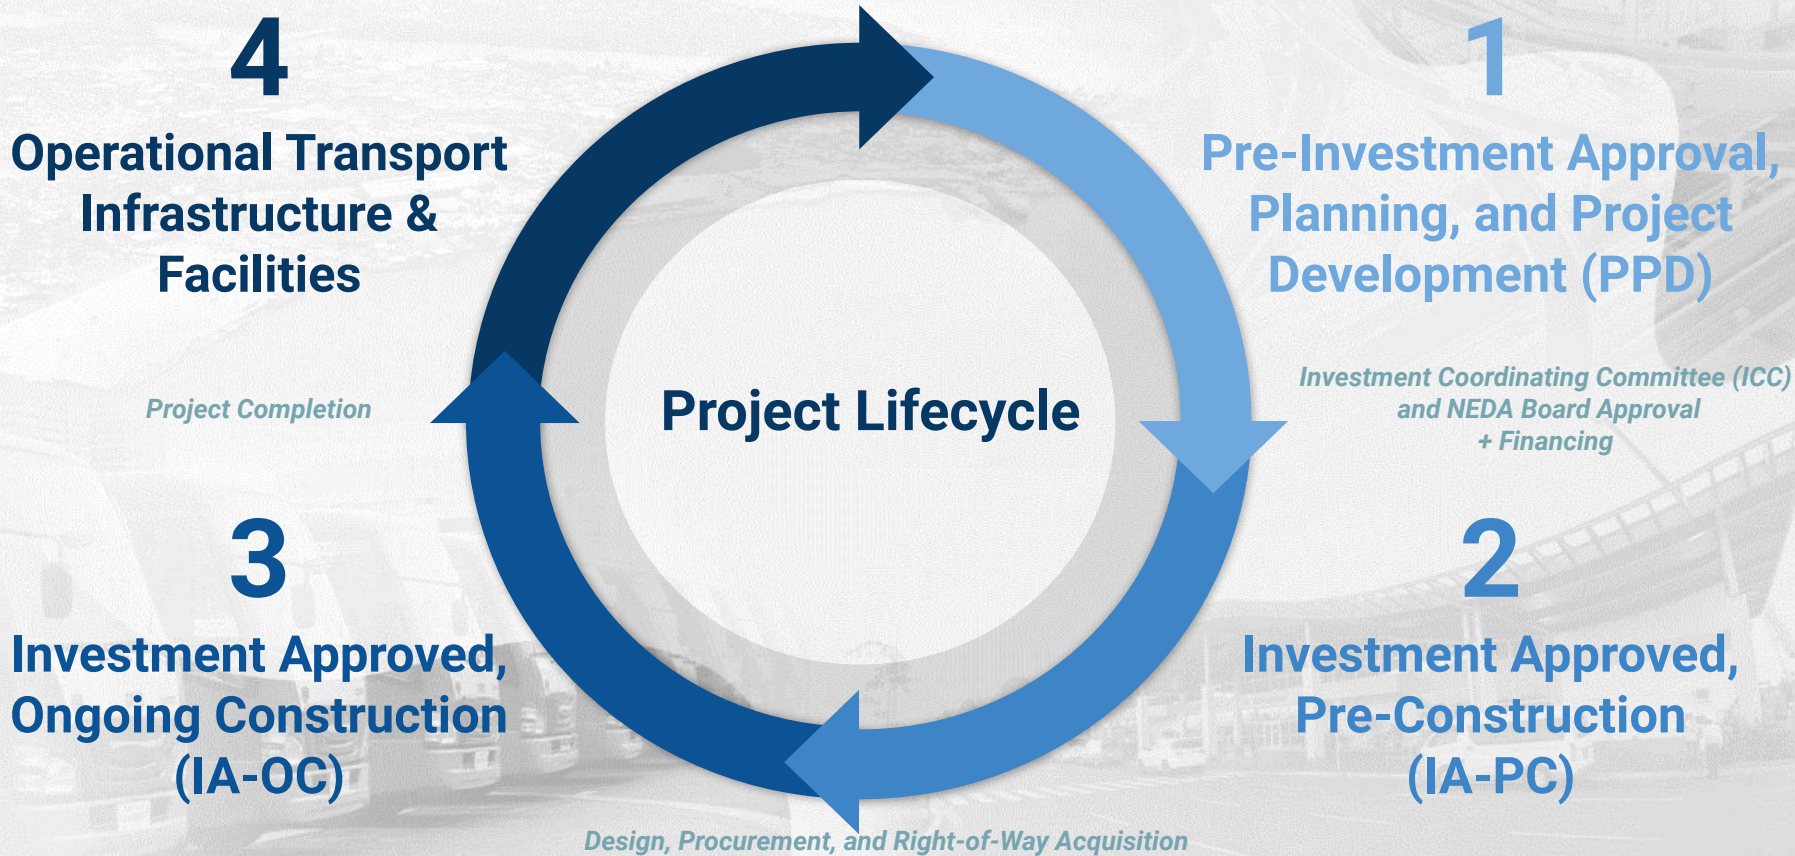 1
Pre-Investment Approval,
Planning, and Project
Development (PPD)
Investment Coordinating Committee (ICC)
and NEDA Board Approval
+ Financing
2
Investment Approved,
Pre-Construction
(IA-PC)
Design, Procurement, and Right-of-Way Acquisition
3
Investment Approved,
Ongoing Construction
(IA-OC)
Project Completion
4
Operational Transport
Infrastructure &
Facilities
Project Lifecycle